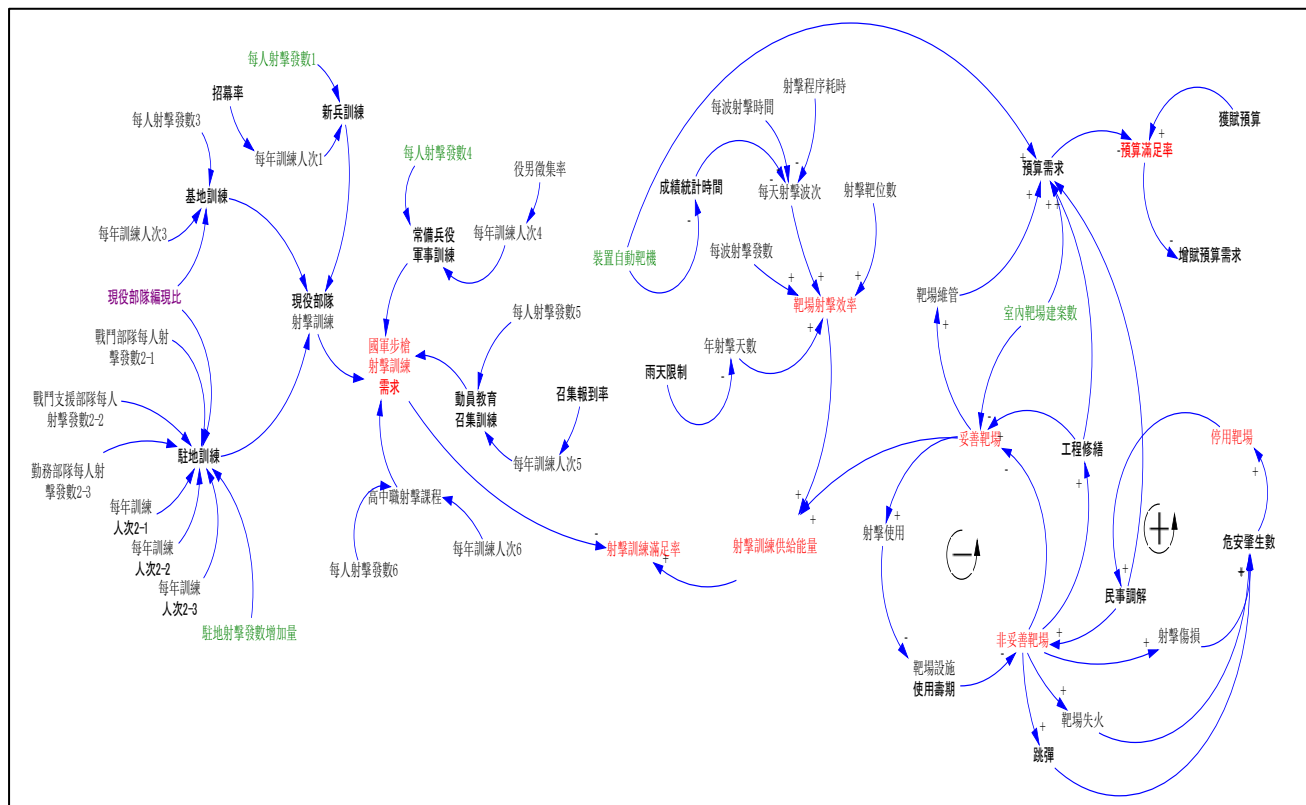 每人射擊發數1
招募率
新兵訓練
每人射擊發數3
每年訓練人次1
基地訓練
每年訓練人次3
現役部隊編現比
現役部隊
射擊訓練
戰鬥部隊每人射
擊發數2-1
戰鬥支援部隊每人
射擊發數2-2
勤務部隊每人射
擊發數2-3
駐地訓練
每年訓練
人次2-1
每年訓練
人次2-2
每年訓練
人次2-3
駐地射擊發數增加量
每人射擊發數4
役男徵集率
常備兵役
軍事訓練
每年訓練人次4
國軍步槍
射擊訓練
需求
每人射擊發數5
動員教育
召集訓練
召集報到率
每年訓練人次5
高中職射擊課程
每人射擊發數6
每年訓練人次6
射擊訓練滿足率
射擊程序耗時
每波射擊時間
成績統計時間
每天射擊波次
射擊靶位數
裝置自動靶機
每波射擊發數
靶場射擊效率
年射擊天數
雨天限制
射擊訓練供給能量
預算需求
預算滿足率
獲賦預算
增賦預算需求
靶場維管
室內靶場建案數
妥善靶場
工程修繕
停用靶場
射擊使用
危安肇生數
民事調解
非妥善靶場
射擊傷損
靶場設施
使用壽期
靶場失火
跳彈